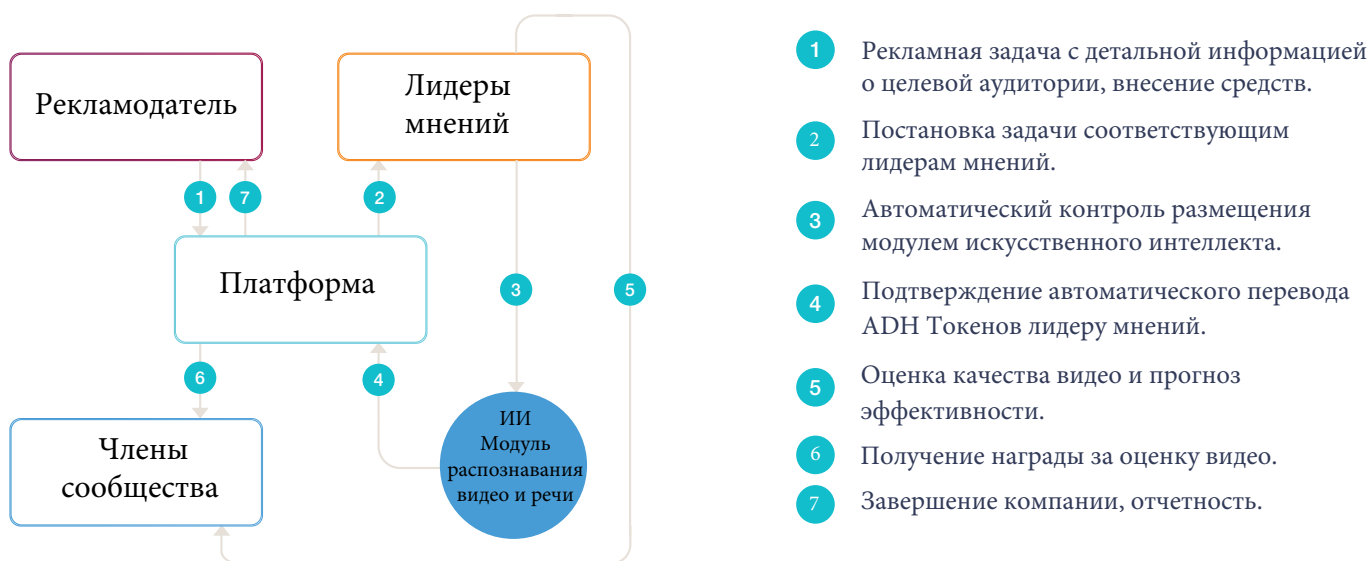 Рекламодатель
Лидеры
мнений
1
7
2
Платформа
3
5
6
4
Члены
сообщества
ИИ
Модуль
распознавания
видео и речи
1
Рекламная задача с детальной информацией
о целевой аудитории, внесение средств.
2
Постановка задачи соответствующим
лидерам мнений.
3
Автоматический контроль размещения
модулем искусственного интеллекта.
4
Подтверждение автоматического перевода
ADH Токенов лидеру мнений.
5
Оценка качества видео и прогноз
эффективности.
6
Получение награды за оценку видео.
7
Завершение компании, отчетность.